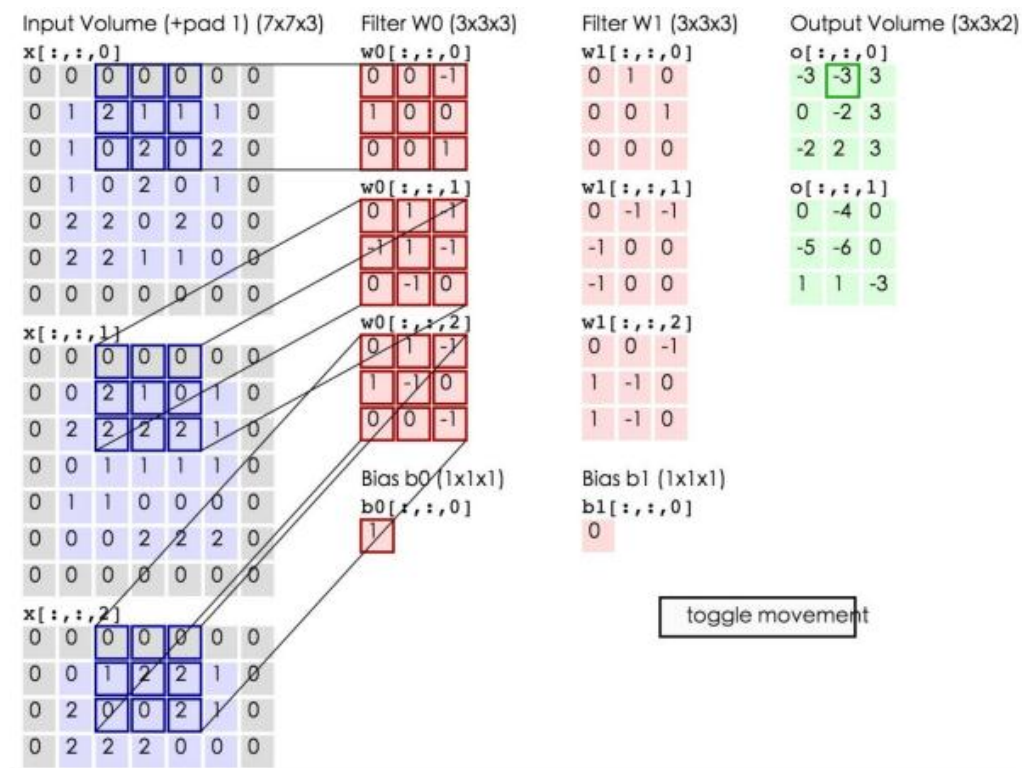 Input Volume (+pad 1) (7x7x3)
x[:,:,0]
0 0 0 0 0 0 0
0 1 2 1 1 1 0
0 1 0 2 0 2 0
0 1 0 2 0 1 0
0 2 2 0 2 0 0
0 2 2 1 1 0 0
0 0 0 0 0 0 0
x[:,:,1]
0 0 0 0 0 0 0
0 0 2 1 0 1 0
0 2 2 2 2 1 0
0 0 1 1 1 1 0
0 1 1 0 0 0 0
0 0 0 2 2 2 0
0 0 0 0 0 0 0
x[:,:,2]
0 0 0 0 0 0 0
0 0 1 2 2 1 0
0 2 0 0 2 1 0
0 2 2 2 0 0 0
Filter W0 (3x3x3)
w0[:,:,0]
0 0 -1
1 0 0
0 0 1
w0[:,:,1]
0 1 -1
-1 1 -1
0 -1 0
w0[:,:,2]
0 1 -1
1 -1 0
0 0 -1
Bias b0 (1x1x1)
b0[:,:,0]
1
Filter W1 (3x3x3)
w1[:,:,0]
0 1 0
0 0 1
0 0 0
w1[:,:,1]
0 -1 -1
-1 0 0
-1 0 0
w1[:,:,2]
0 0 -1
1 -1 0
1 -1 0
Bias b1 (1x1x1)
b1[:,:,0]
0
Output Volume (3x3x2)
o[:,:,0]
-3 -3 3
0 -2 3
-2 2 3
o[:,:,1]
0 -4 0
-5 -6 0
1 1 -3
toggle movement